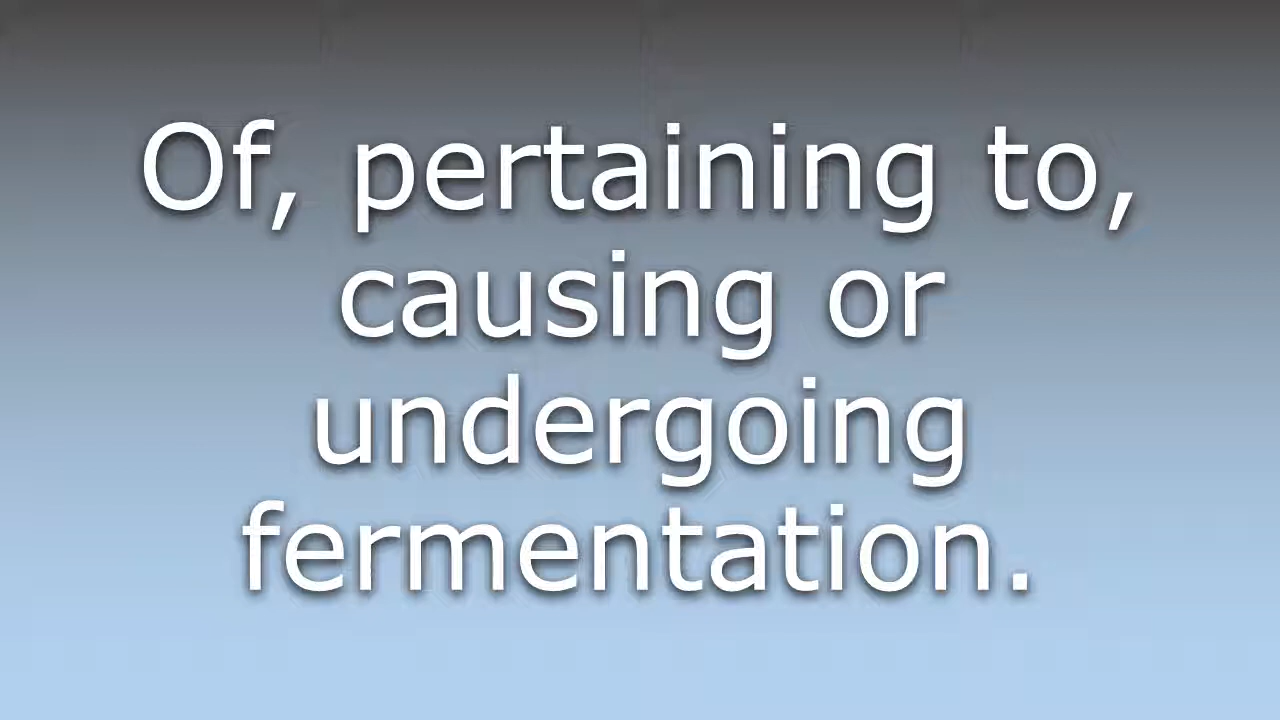 Of, pertaining to,
causing or
undergoing
fermentation.